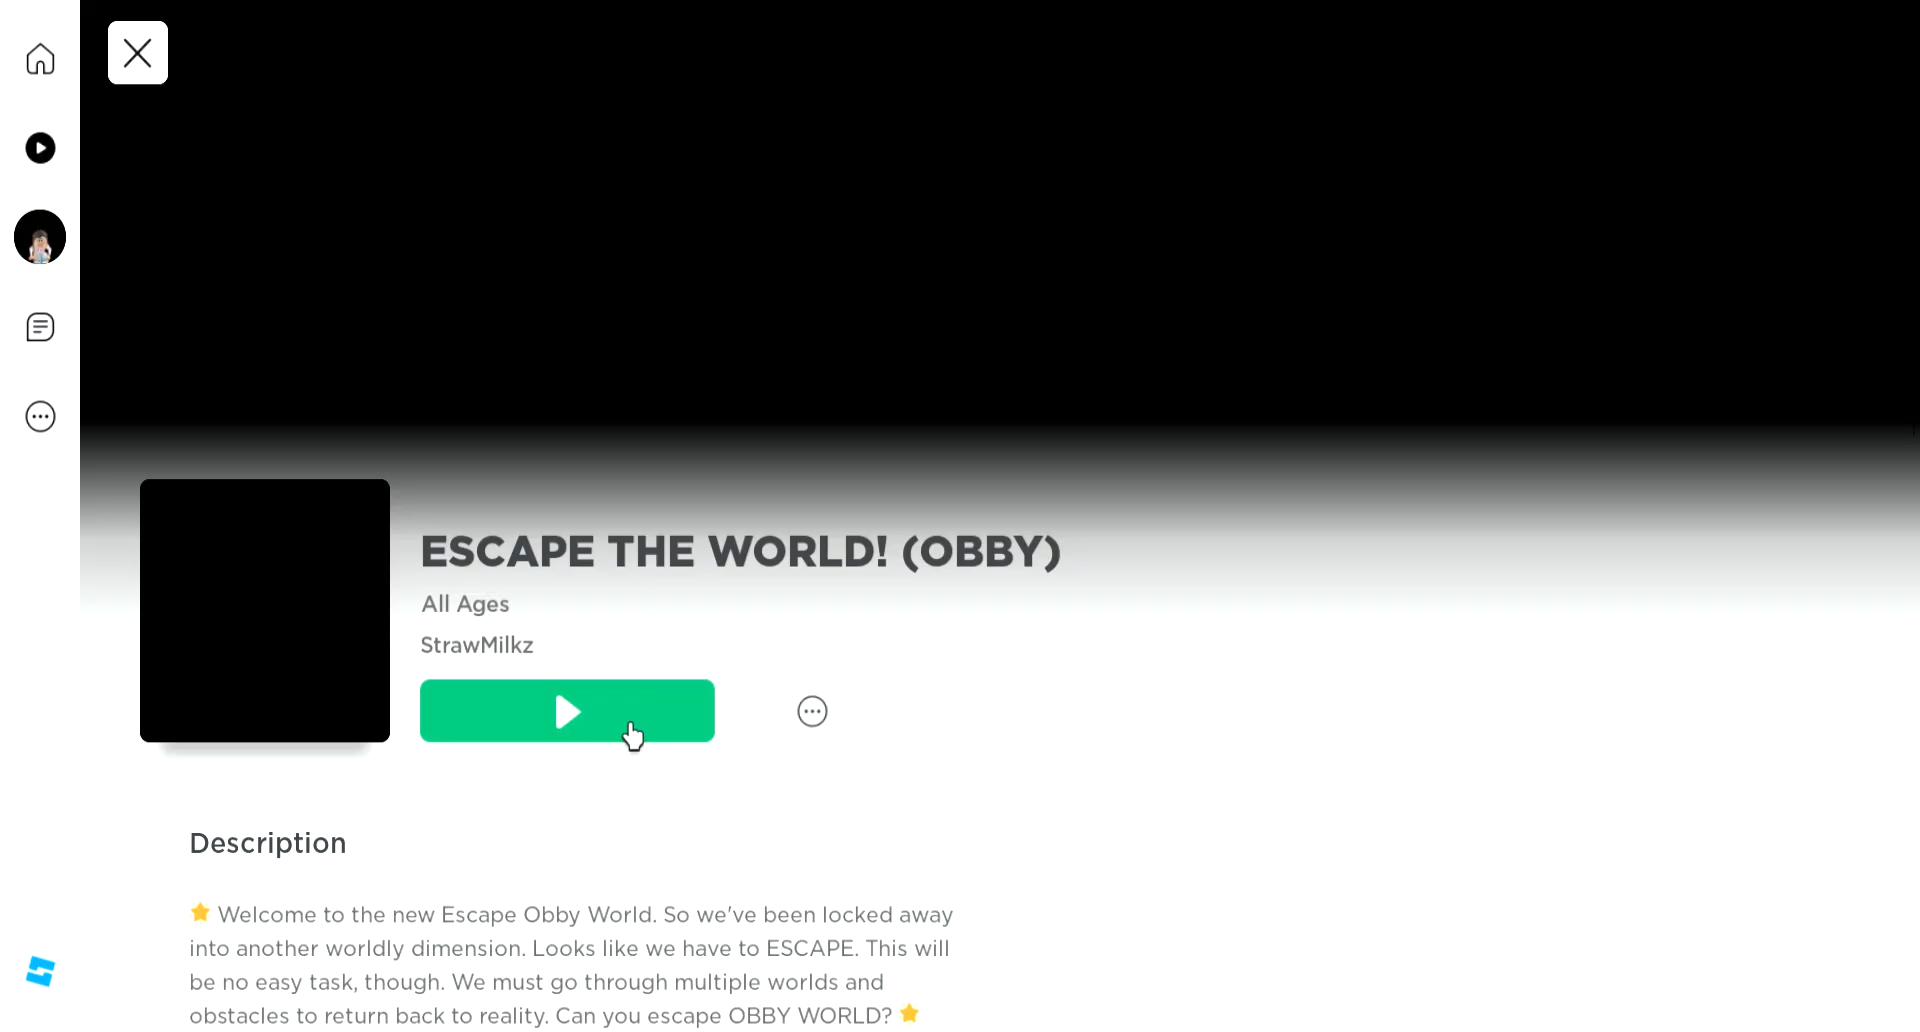 ESCAPE THE WORLD! (OBBY)
All Ages
StrawMilkz
Description
⭐ Welcome to the new Escape Obby World. So we've been locked away
into another worldly dimension. Looks like we have to ESCAPE. This will
be no easy task, though. We must go through multiple worlds and
obstacles to return back to reality. Can you escape OBBY WORLD? ⭐